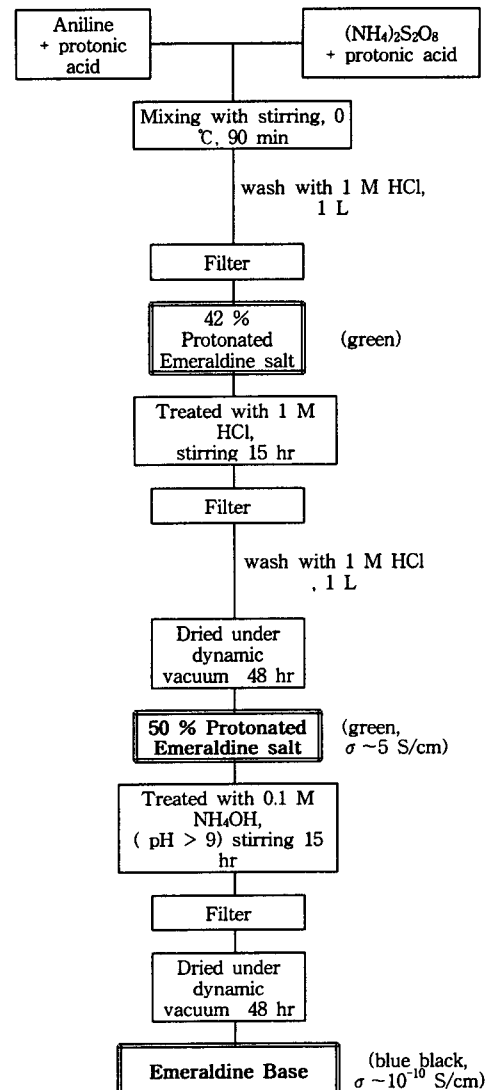 Aniline
+ protonic
acid
(NH₄)₂S₂O₈
+ protonic acid
Mixing with stirring, 0
℃, 90 min
wash with 1 M HCl,
1 L
Filter
42 %
Protonated
Emeraldine salt
(green)
Treated with 1 M
HCl,
stirring 15 hr
Filter
wash with 1 M HCl
, 1 L
Dried under
dynamic
vacuum 48 hr
50 % Protonated
Emeraldine salt
(green,
σ ~5 S/cm)
Treated with 0.1 M
NH₄OH,
( pH > 9) stirring 15
hr
Filter
Dried under
dynamic
vacuum 48 hr
Emeraldine Base
(blue black,
σ ~10⁻¹⁰ S/cm)